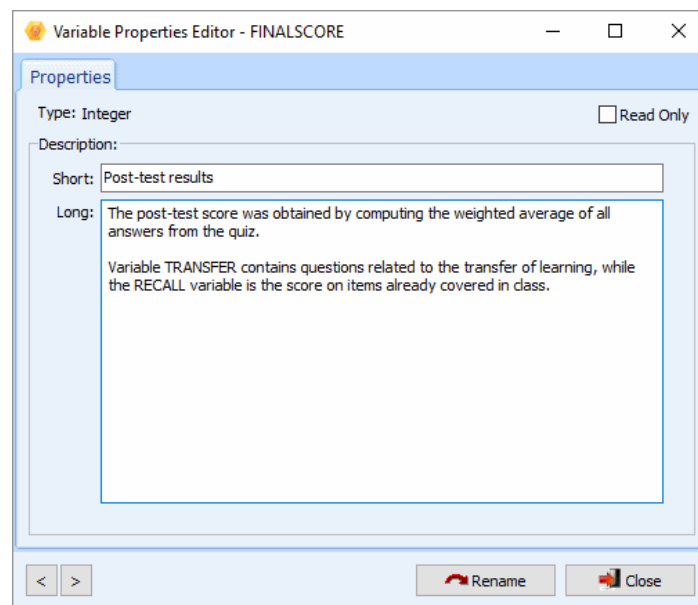 Variable Properties Editor - FINALSCORE
Properties
Type: Integer
Read Only
Description:
Short: Post-test results
Long: The post-test score was obtained by computing the weighted average of all
answers from the quiz.
Variable TRANSFER contains questions related to the transfer of learning, while
the RECALL variable is the score on items already covered in class.
< > Rename Close